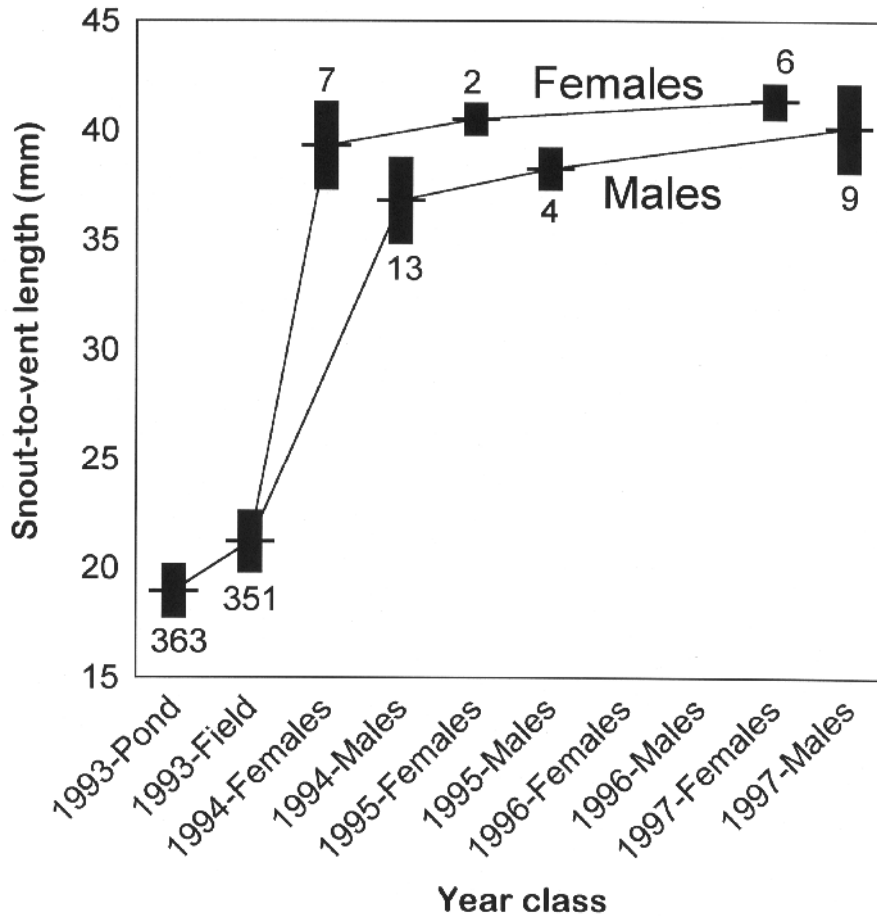 45
40
35
30
25
20
15
Snout-to-vent length (mm)
7
2
Females
6
13
4
Males
9
351
363
1993-Pond
1993-Field
1994-Females
1994-Males
1995-Females
1995-Males
1996-Females
1996-Males
1997-Females
1997-Males
Year class